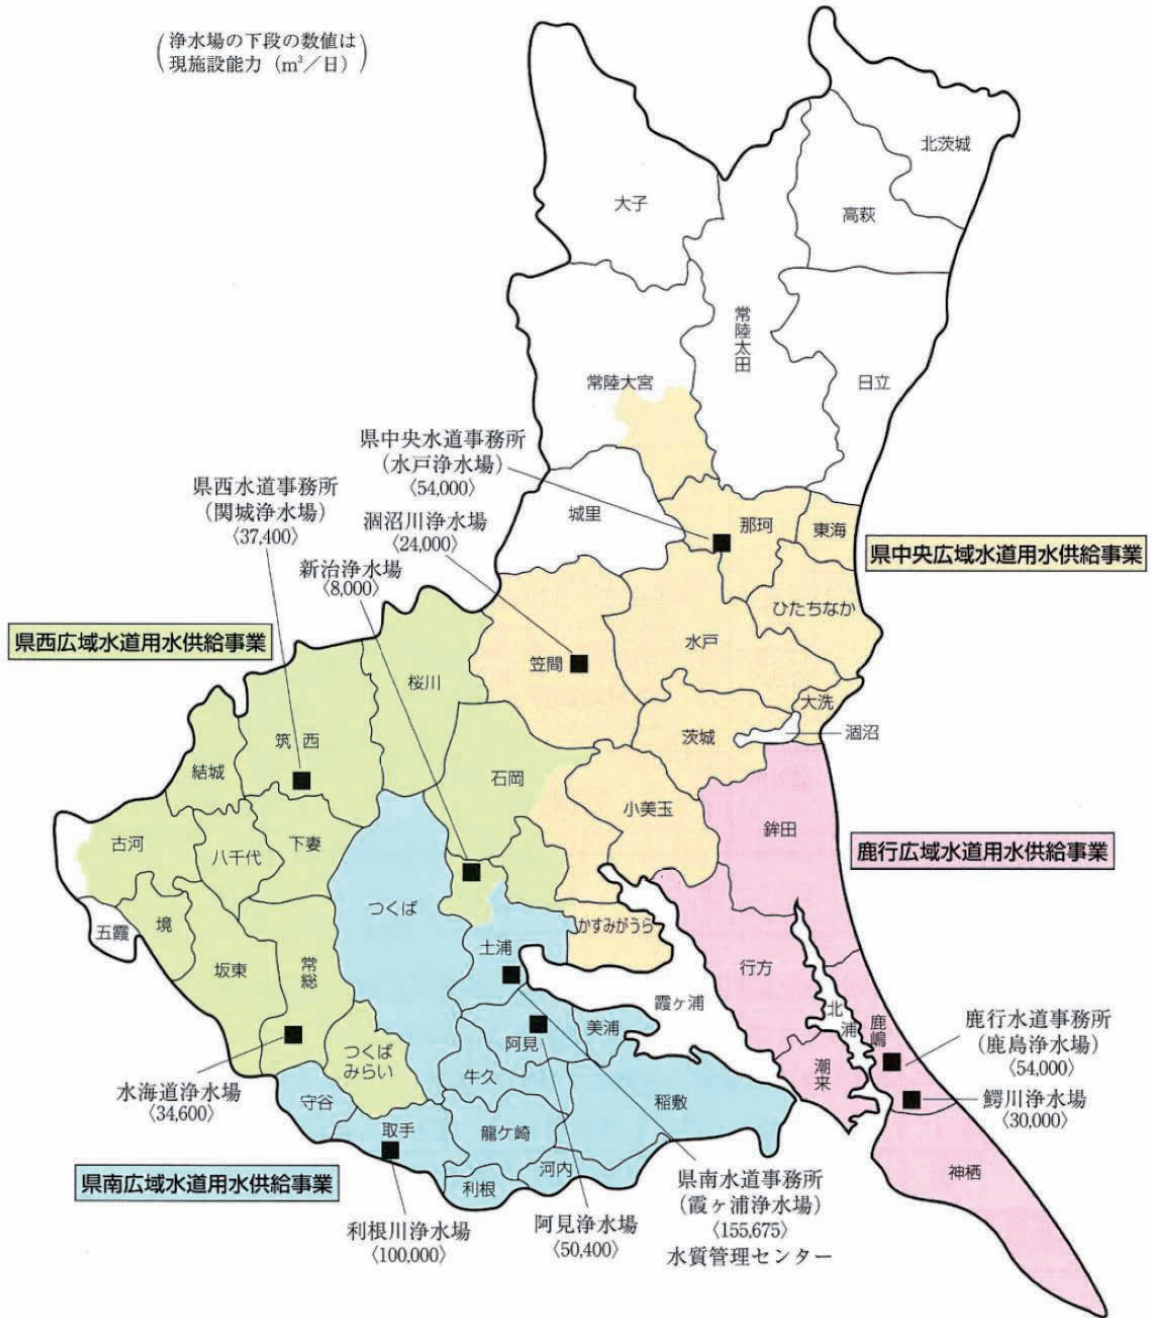 浄水場の下段の数値は
現施設能力（m³／日）
北茨城
大子
高萩
常陸太田
常陸大宮
日立
県中央水道事務所
（水戸浄水場）
〈54,000〉
県西水道事務所
（関城浄水場）
〈37,400〉
涸沼川浄水場
〈24,000〉
新治浄水場
〈8,000〉
城里
那珂
東海
県中央広域水道用水供給事業
ひたちなか
県西広域水道用水供給事業
水戸
笠間
桜川
大洗
筑西
茨城
涸沼
結城
石岡
小美玉
鉾田
古河
八千代
下妻
鹿行広域水道用水供給事業
つくば
かすみがうら
五霞
境
土浦
坂東
常総
行方
霞ヶ浦
北浦
鹿嶋
鹿行水道事務所
（鹿島浄水場）
〈54,000〉
美浦
阿見
つくば
みらい
牛久
潮来
水海道浄水場
〈34,600〉
守谷
稲敷
鰐川浄水場
〈30,000〉
取手
龍ケ崎
河内
利根
神栖
県南広域水道用水供給事業
県南水道事務所
（霞ヶ浦浄水場）
〈155,675〉
水質管理センター
利根川浄水場
〈100,000〉
阿見浄水場
〈50,400〉